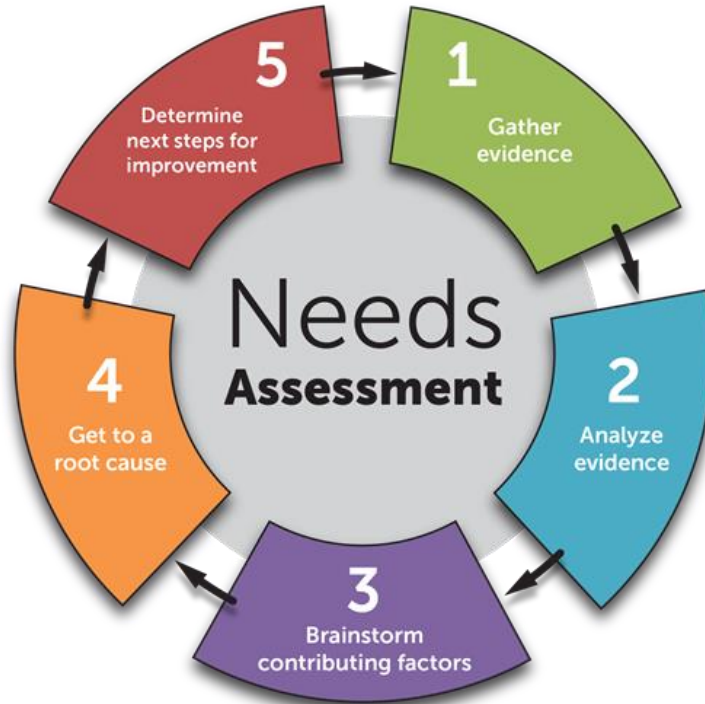 Needs
Assessment
1
Gather
evidence
2
Analyze
evidence
3
Brainstorm
contributing factors
4
Get to a
root cause
5
Determine
next steps for
improvement